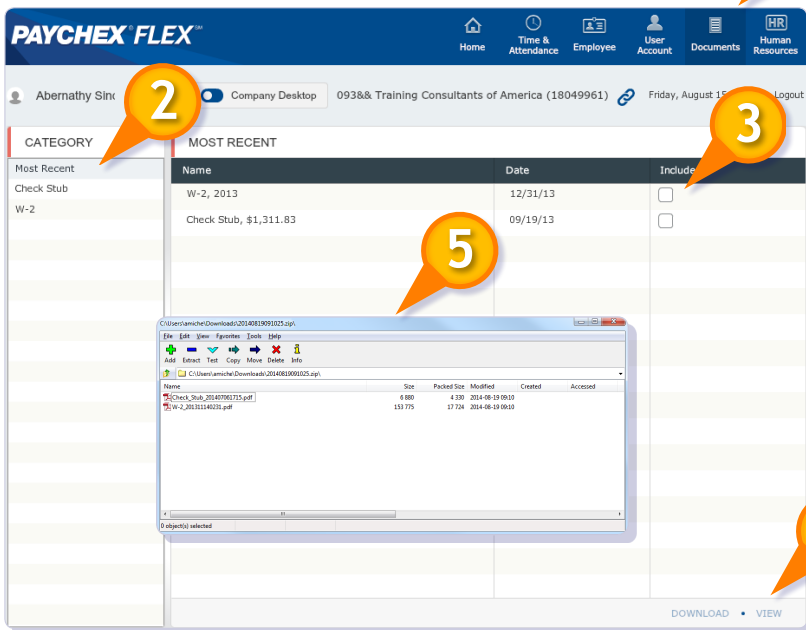 PAYCHEX FLEX℠
Home
Time & Attendance
Employee
User Account
Documents
HR
Human Resources
Abernathy
Company Desktop
093&& Training Consultants of America (18049961)
Friday, August 15
Logout
2
3
CATEGORY
MOST RECENT
Most Recent
Check Stub
W-2
Name Date Include
W-2, 2013 12/31/13
Check Stub, $1,311.83 09/19/13
5
C:\Users\amiche\Downloads\20140819091025.zip\
File Edit View Favorites Tools Help
Add Extract Test Copy Move Delete Info
C:\Users\amiche\Downloads\20140819091025.zip\
Name Size Packed Size Modified Created Accessed
Check_Stub_201407061715.pdf 6 880 4 330 2014-08-19 09:10
W-2_201311140231.pdf 153 775 17 724 2014-08-19 09:10
0 object(s) selected
DOWNLOAD • VIEW